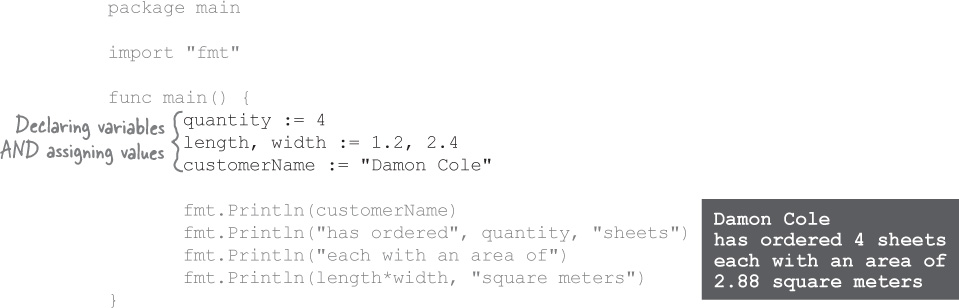 package main
import "fmt"
func main() {
Declaring variables
AND assigning values
quantity := 4
length, width := 1.2, 2.4
customerName := "Damon Cole"
fmt.Println(customerName)
fmt.Println("has ordered", quantity, "sheets")
fmt.Println("each with an area of")
fmt.Println(length*width, "square meters")
}
Damon Cole
has ordered 4 sheets
each with an area of
2.88 square meters